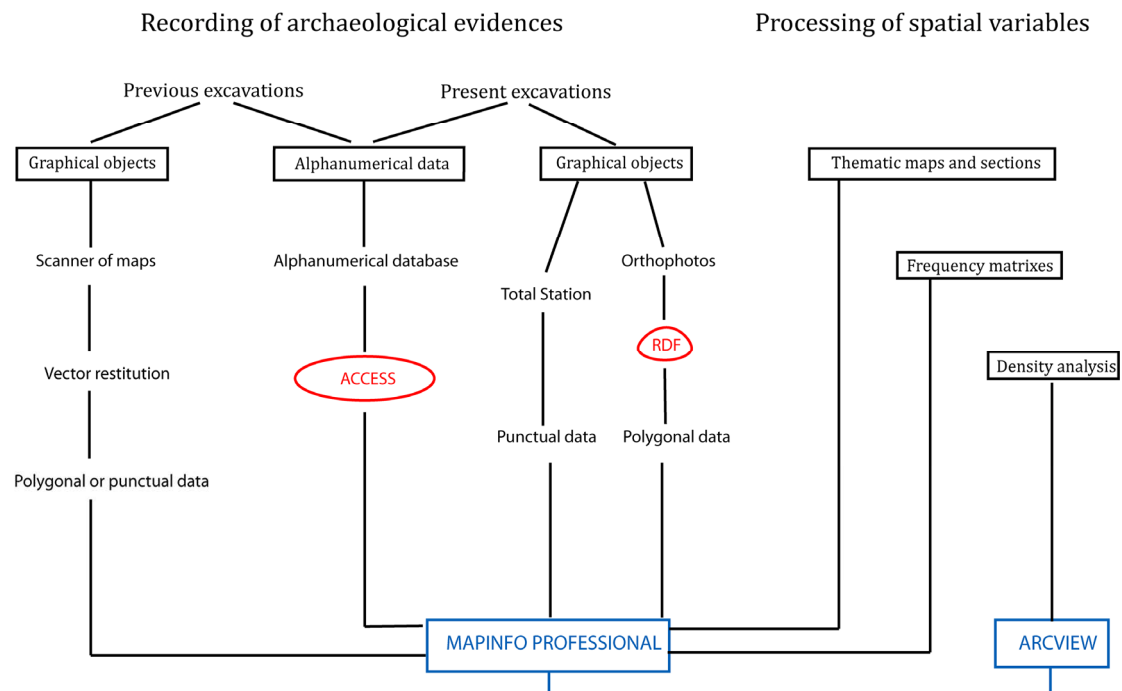 Recording of archaeological evidences
Processing of spatial variables
Previous excavations
Present excavations
Graphical objects
Alphanumerical data
Graphical objects
Thematic maps and sections
Scanner of maps
Alphanumerical database
Orthophotos
Frequency matrixes
Total Station
RDF
Vector restitution
ACCESS
Density analysis
Punctual data
Polygonal data
Polygonal or punctual data
MAPINFO PROFESSIONAL
ARCVIEW